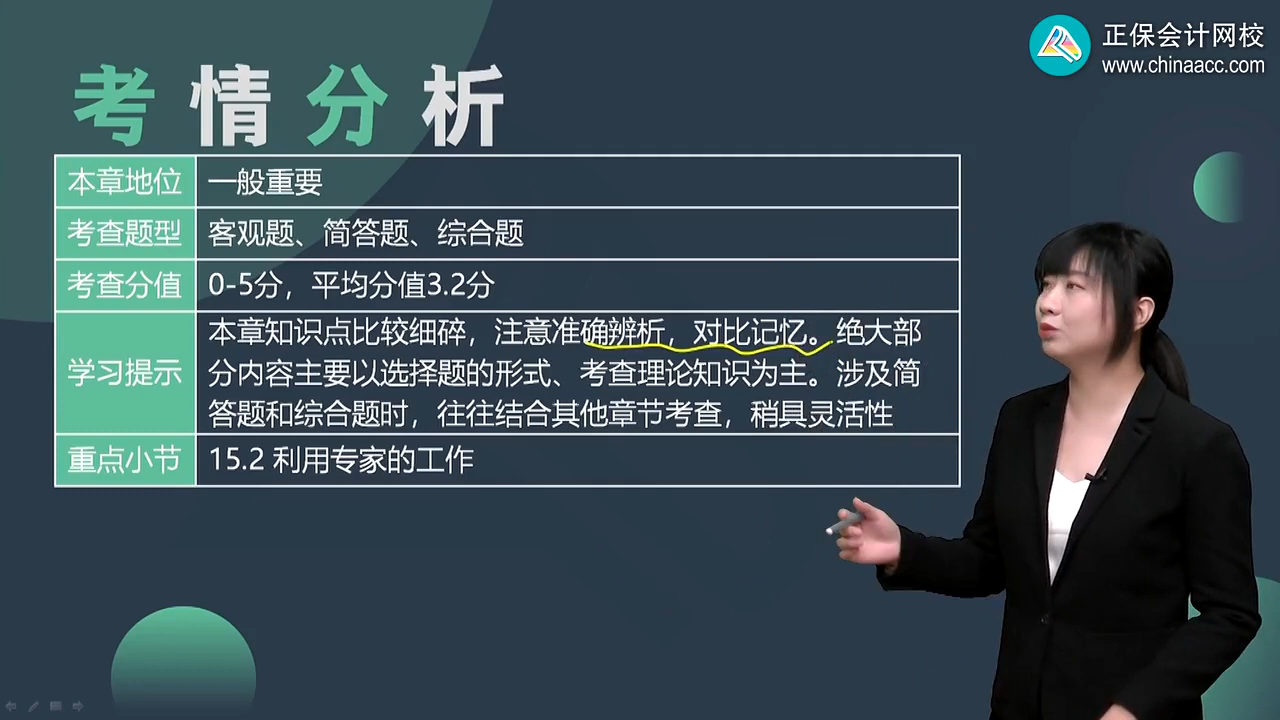 正保会计网校
www.chinaacc.com
考情分析
本章地位 一般重要
考查题型 客观题、简答题、综合题
考查分值 0-5分，平均分值3.2分
学习提示 本章知识点比较细碎，注意准确辨析，对比记忆。绝大部
分内容主要以选择题的形式、考查理论知识为主。涉及简
答题和综合题时，往往结合其他章节考查，稍具灵活性
重点小节 15.2 利用专家的工作